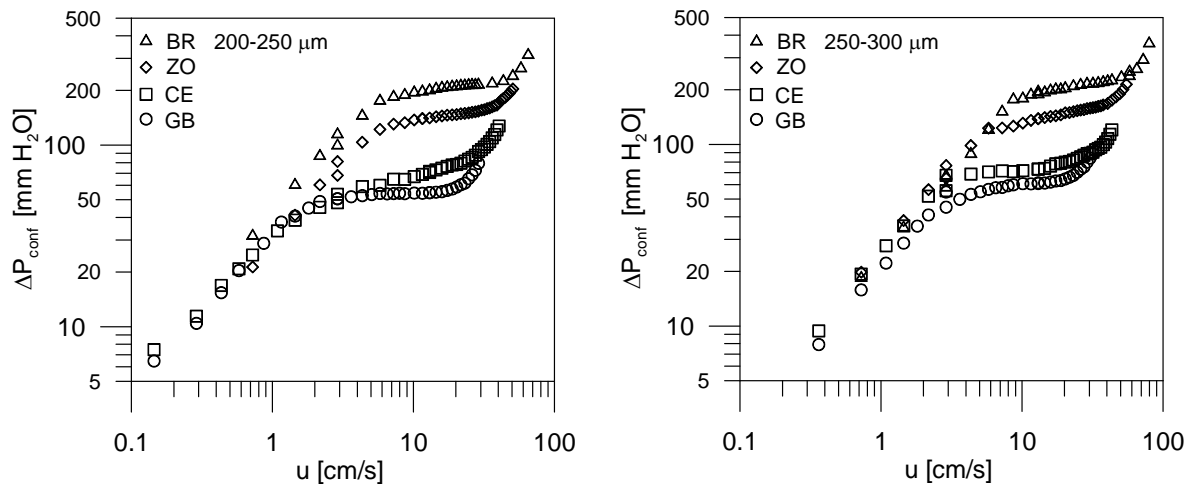 500
200
100
50
20
10
5
ΔP_conf [mm H₂O]
△ BR 200-250 μm
◇ ZO
□ CE
○ GB
0.1 1 10 100
u [cm/s]
500
200
100
50
20
10
5
ΔP_conf [mm H₂O]
△ BR 250-300 μm
◇ ZO
□ CE
○ GB
0.1 1 10 100
u [cm/s]